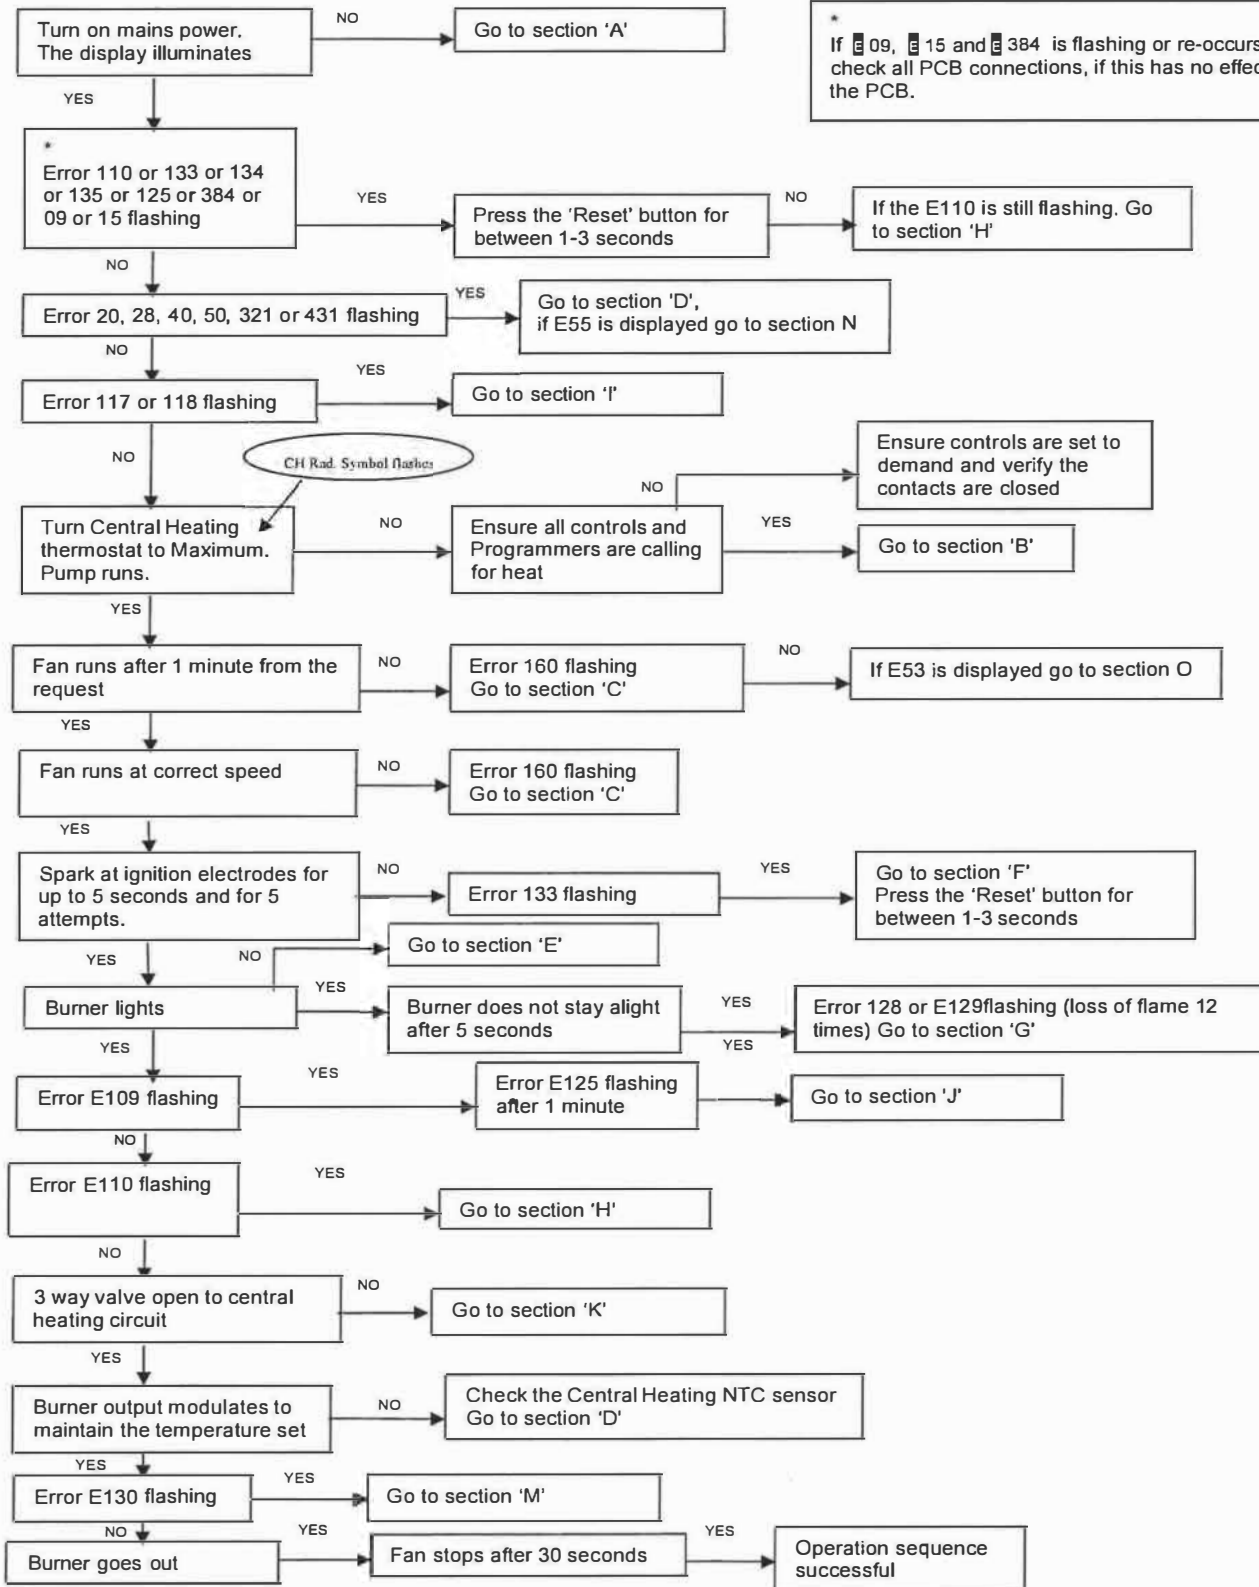 Turn on mains power.
The display illuminates
NO
Go to section 'A'
*
If E 09, E 15 and E 384 is flashing or re-occurs
check all PCB connections, if this has no effec
the PCB.
YES
*
Error 110 or 133 or 134
or 135 or 125 or 384 or
09 or 15 flashing
YES
Press the 'Reset' button for
between 1-3 seconds
NO
If the E110 is still flashing. Go
to section 'H'
NO
Error 20, 28, 40, 50, 321 or 431 flashing
YES
Go to section 'D',
if E55 is displayed go to section N
NO
Error 117 or 118 flashing
YES
Go to section 'I'
NO
CH Rad. Symbol flashes
Turn Central Heating
thermostat to Maximum.
Pump runs.
NO
Ensure all controls and
Programmers are calling
for heat
NO
Ensure controls are set to
demand and verify the
contacts are closed
YES
Go to section 'B'
YES
Fan runs after 1 minute from the
request
NO
Error 160 flashing
Go to section 'C'
NO
If E53 is displayed go to section O
YES
Fan runs at correct speed
NO
Error 160 flashing
Go to section 'C'
YES
Spark at ignition electrodes for
up to 5 seconds and for 5
attempts.
NO
Error 133 flashing
YES
Go to section 'F'
Press the 'Reset' button for
between 1-3 seconds
YES
NO
Go to section 'E'
Burner lights
YES
Burner does not stay alight
after 5 seconds
YES
YES
Error 128 or E129flashing (loss of flame 12
times) Go to section 'G'
YES
Error E109 flashing
YES
Error E125 flashing
after 1 minute
Go to section 'J'
NO
Error E110 flashing
YES
Go to section 'H'
NO
3 way valve open to central
heating circuit
NO
Go to section 'K'
YES
Burner output modulates to
maintain the temperature set
NO
Check the Central Heating NTC sensor
Go to section 'D'
YES
Error E130 flashing
YES
Go to section 'M'
NO
Burner goes out
YES
Fan stops after 30 seconds
YES
Operation sequence
successful